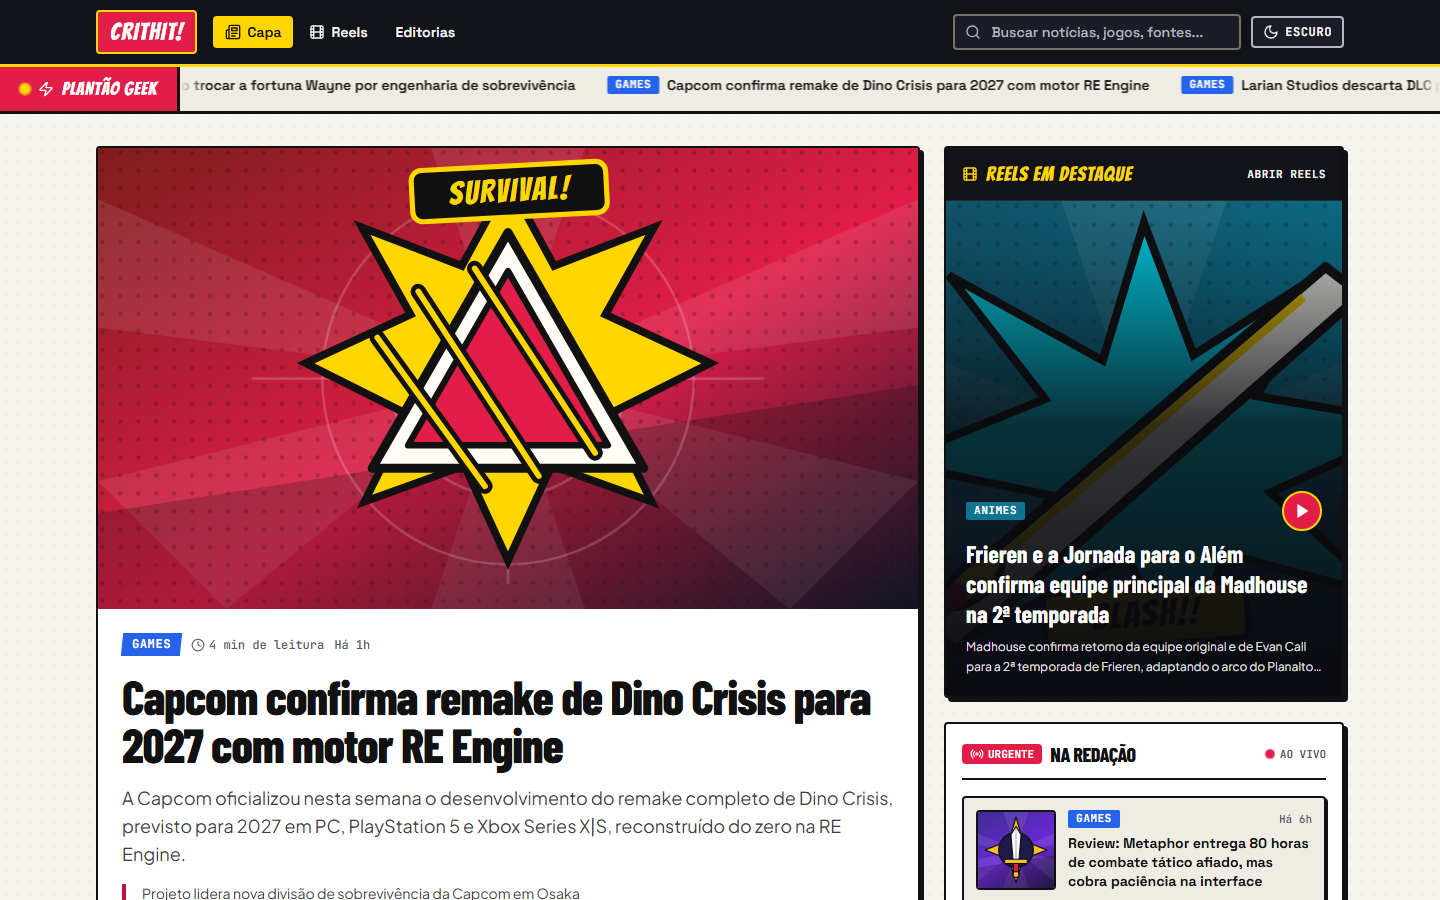 CRITHIT!
Capa
Reels
Editorias
Buscar notícias, jogos, fontes...
ESCURO
PLANTÃO GEEK
trocar a fortuna Wayne por engenharia de sobrevivência
GAMES
Capcom confirma remake de Dino Crisis para 2027 com motor RE Engine
GAMES
Larian Studios descarta DLC
SURVIVAL!
GAMES
4 min de leitura
Há 1h
Capcom confirma remake de Dino Crisis para
2027 com motor RE Engine
A Capcom oficializou nesta semana o desenvolvimento do remake completo de Dino Crisis,
previsto para 2027 em PC, PlayStation 5 e Xbox Series X|S, reconstruído do zero na RE
Engine.
Projeto lidera nova divisão de sobrevivência da Capcom em Osaka
REELS EM DESTAQUE
ABRIR REELS
ANIMES
Frieren e a Jornada para o Além
confirma equipe principal da Madhouse
na 2ª temporada
Madhouse confirma retorno da equipe original e de Evan Call
para a 2ª temporada de Frieren, adaptando o arco do Planalto...
URGENTE
NA REDAÇÃO
AO VIVO
GAMES
Há 6h
Review: Metaphor entrega 80 horas
de combate tático afiado, mas
cobra paciência na interface